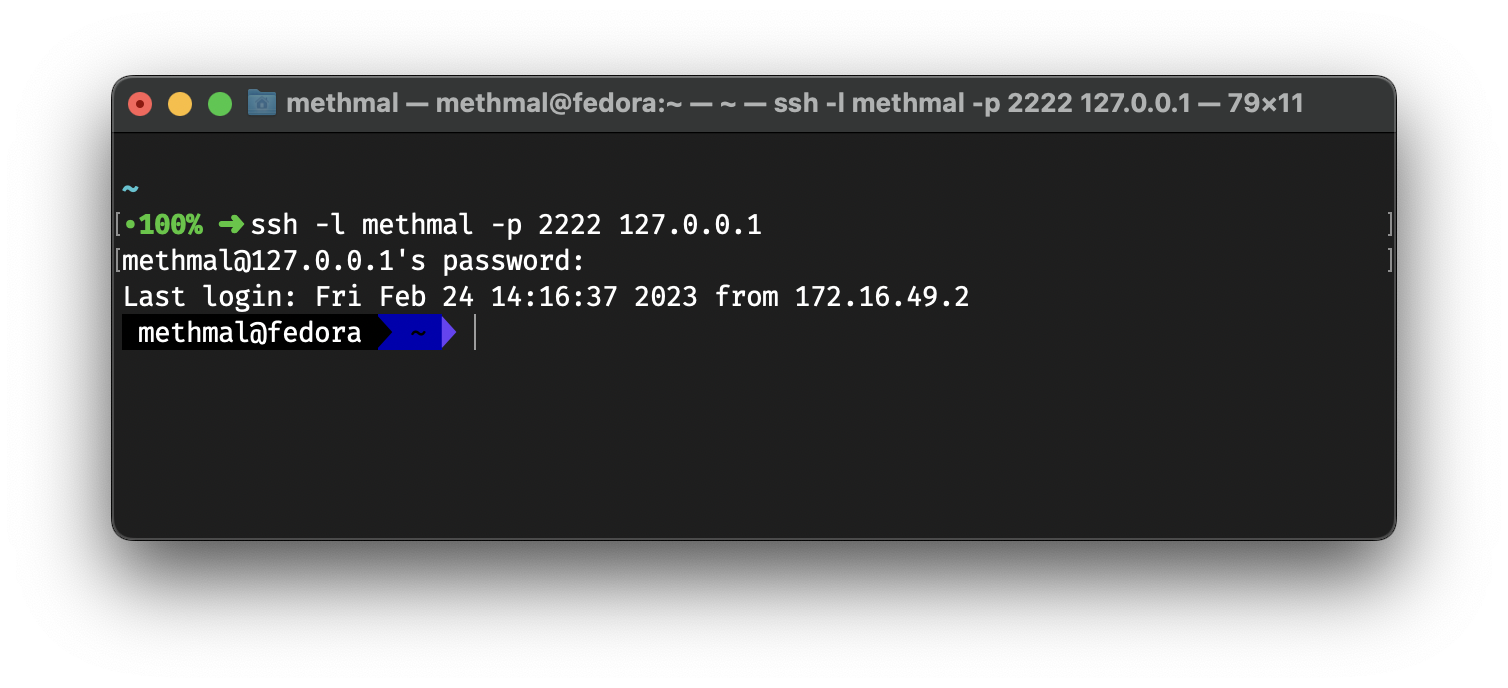 methmal — methmal@fedora:~ — ~ — ssh -l methmal -p 2222 127.0.0.1 — 79×11
~
[•100% ➜ ssh -l methmal -p 2222 127.0.0.1 ]
[methmal@127.0.0.1's password: ]
Last login: Fri Feb 24 14:16:37 2023 from 172.16.49.2
methmal@fedora ~